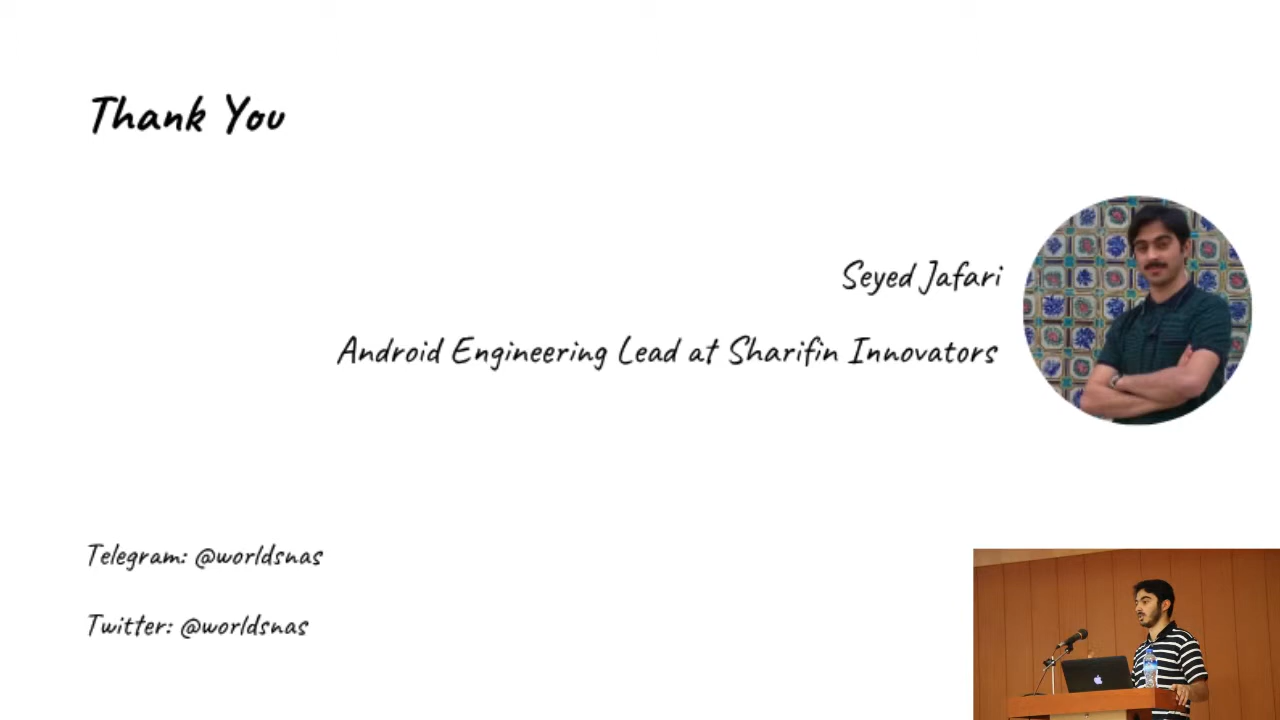 Thank You
Seyed Jafari
Android Engineering Lead at Sharifin Innovators
Telegram: @worldsnas
Twitter: @worldsnas